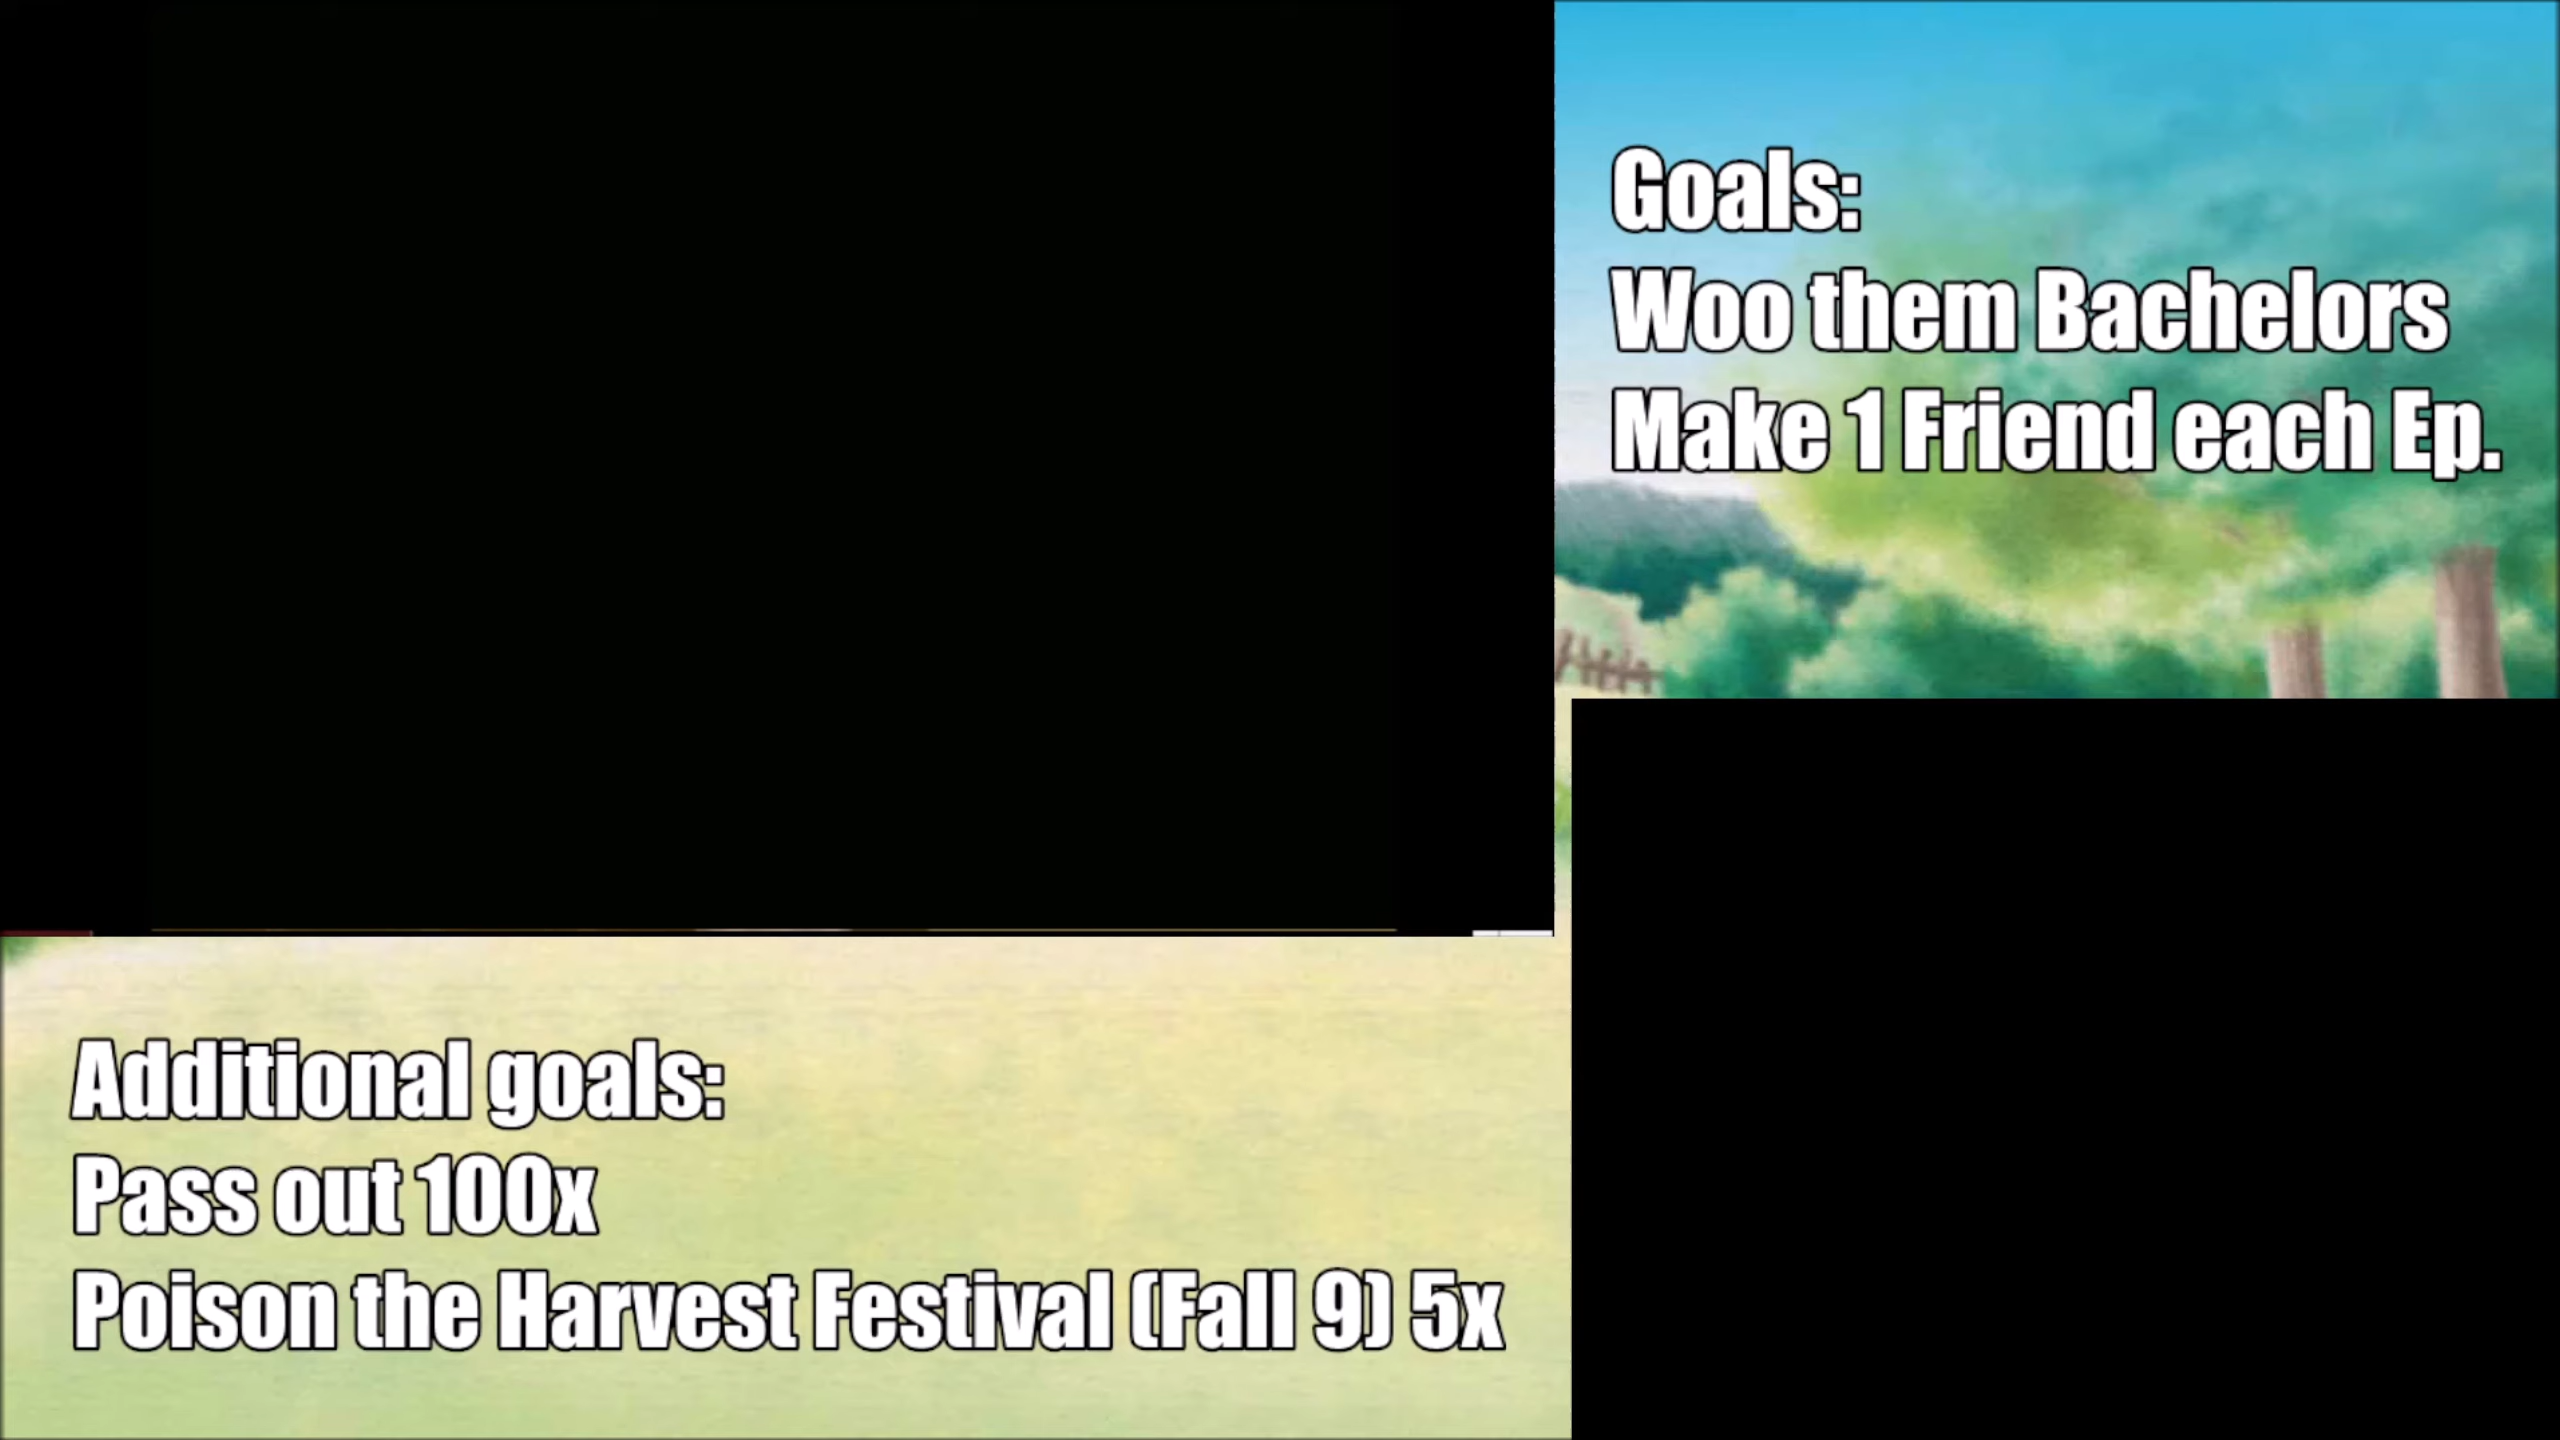 Goals:
Woo them Bachelors
Make 1 Friend each Ep.
Additional goals:
Pass out 100x
Poison the Harvest Festival (Fall 9) 5x